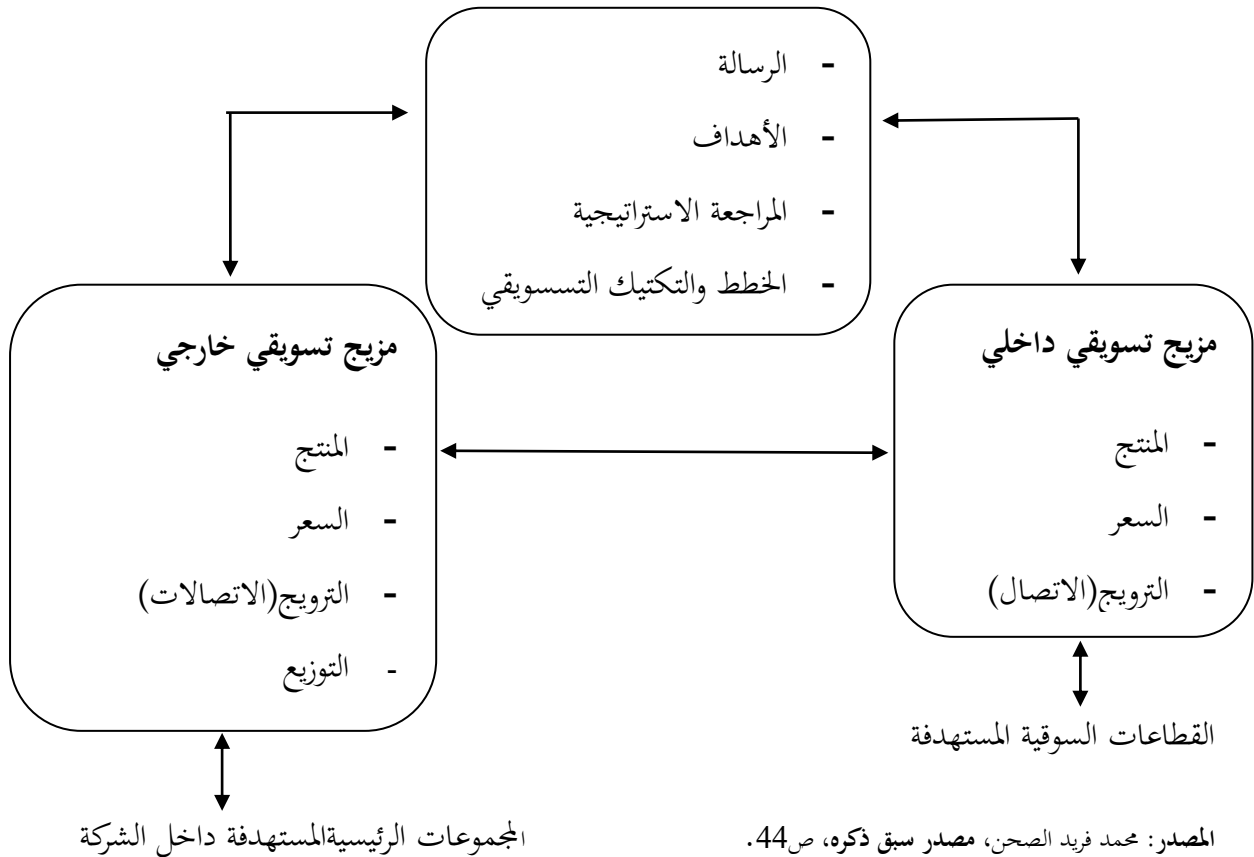 - الرسالة
- الأهداف
- المراجعة الاستراتيجية
- الخطط والتكتيك التسسويقي
مزيج تسويقي داخلي
- المنتج
- السعر
- الترويج(الاتصال)
القطاعات السوقية المستهدفة
مزيج تسويقي خارجي
- المنتج
- السعر
- الترويج(الاتصالات)
- التوزيع
المجموعات الرئيسيةالمستهدفة داخل الشركة
المصدر: محمد فريد الصحن، مصدر سبق ذكره، ص44.